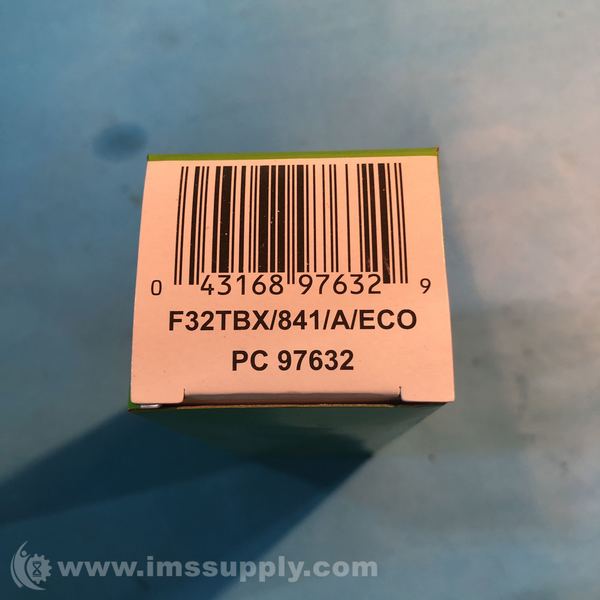 0 43168 97632 9
F32TBX/841/A/ECO
PC 97632
www.imssupply.com